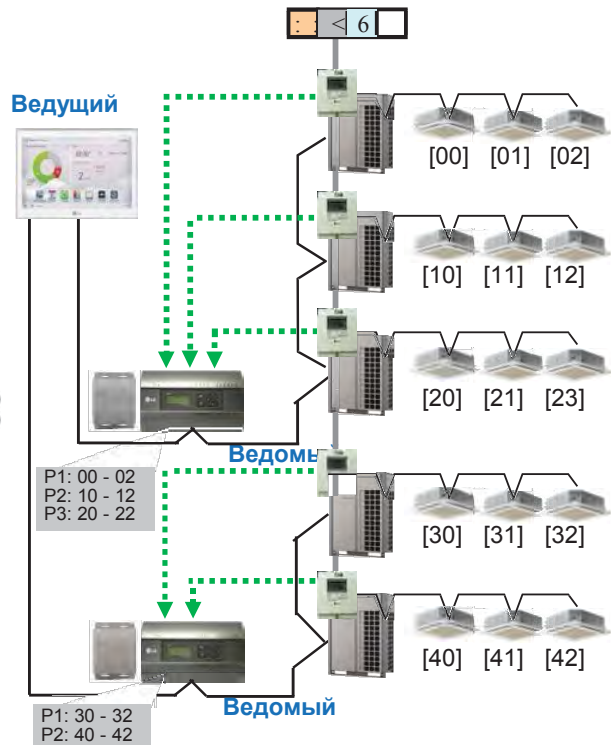 < 6
Ведущий
[00] [01] [02]
[10] [11] [12]
[20] [21] [23]
Ведомый
P1: 00 - 02
P2: 10 - 12
P3: 20 - 22
[30] [31] [32]
[40] [41] [42]
Ведомый
P1: 30 - 32
P2: 40 - 42